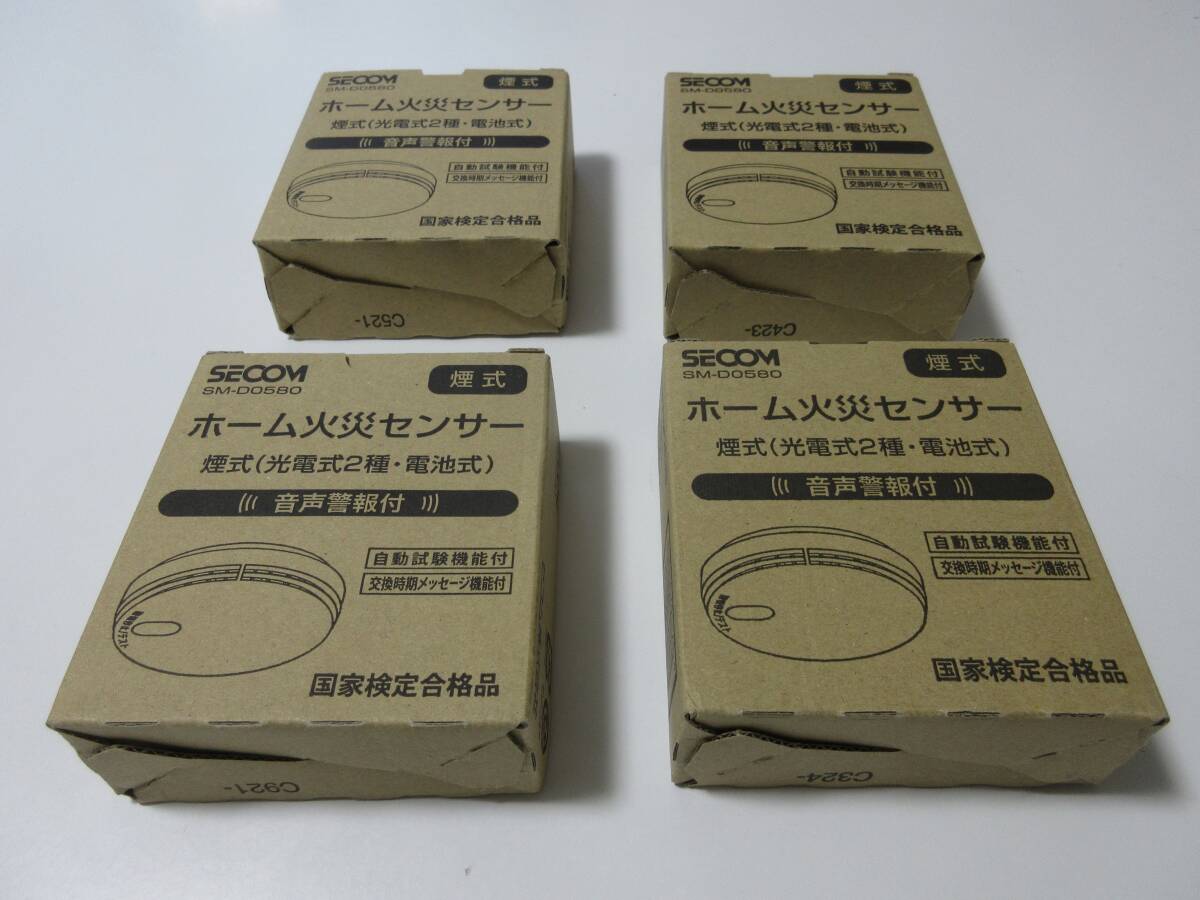 SECOM
SM-D0580
煙式
ホーム火災センサー
煙式(光電式2種・電池式)
音声警報付
自動試験機能付
交換時期メッセージ機能付
国家検定合格品
C521-
SECOM
SM-D0580
煙式
ホーム火災センサー
煙式(光電式2種・電池式)
音声警報付
自動試験機能付
交換時期メッセージ機能付
国家検定合格品
C423-
SECOM
SM-D0580
煙式
ホーム火災センサー
煙式(光電式2種・電池式)
音声警報付
自動試験機能付
交換時期メッセージ機能付
国家検定合格品
C921-
SECOM
SM-D0580
煙式
ホーム火災センサー
煙式(光電式2種・電池式)
音声警報付
自動試験機能付
交換時期メッセージ機能付
国家検定合格品
C324-